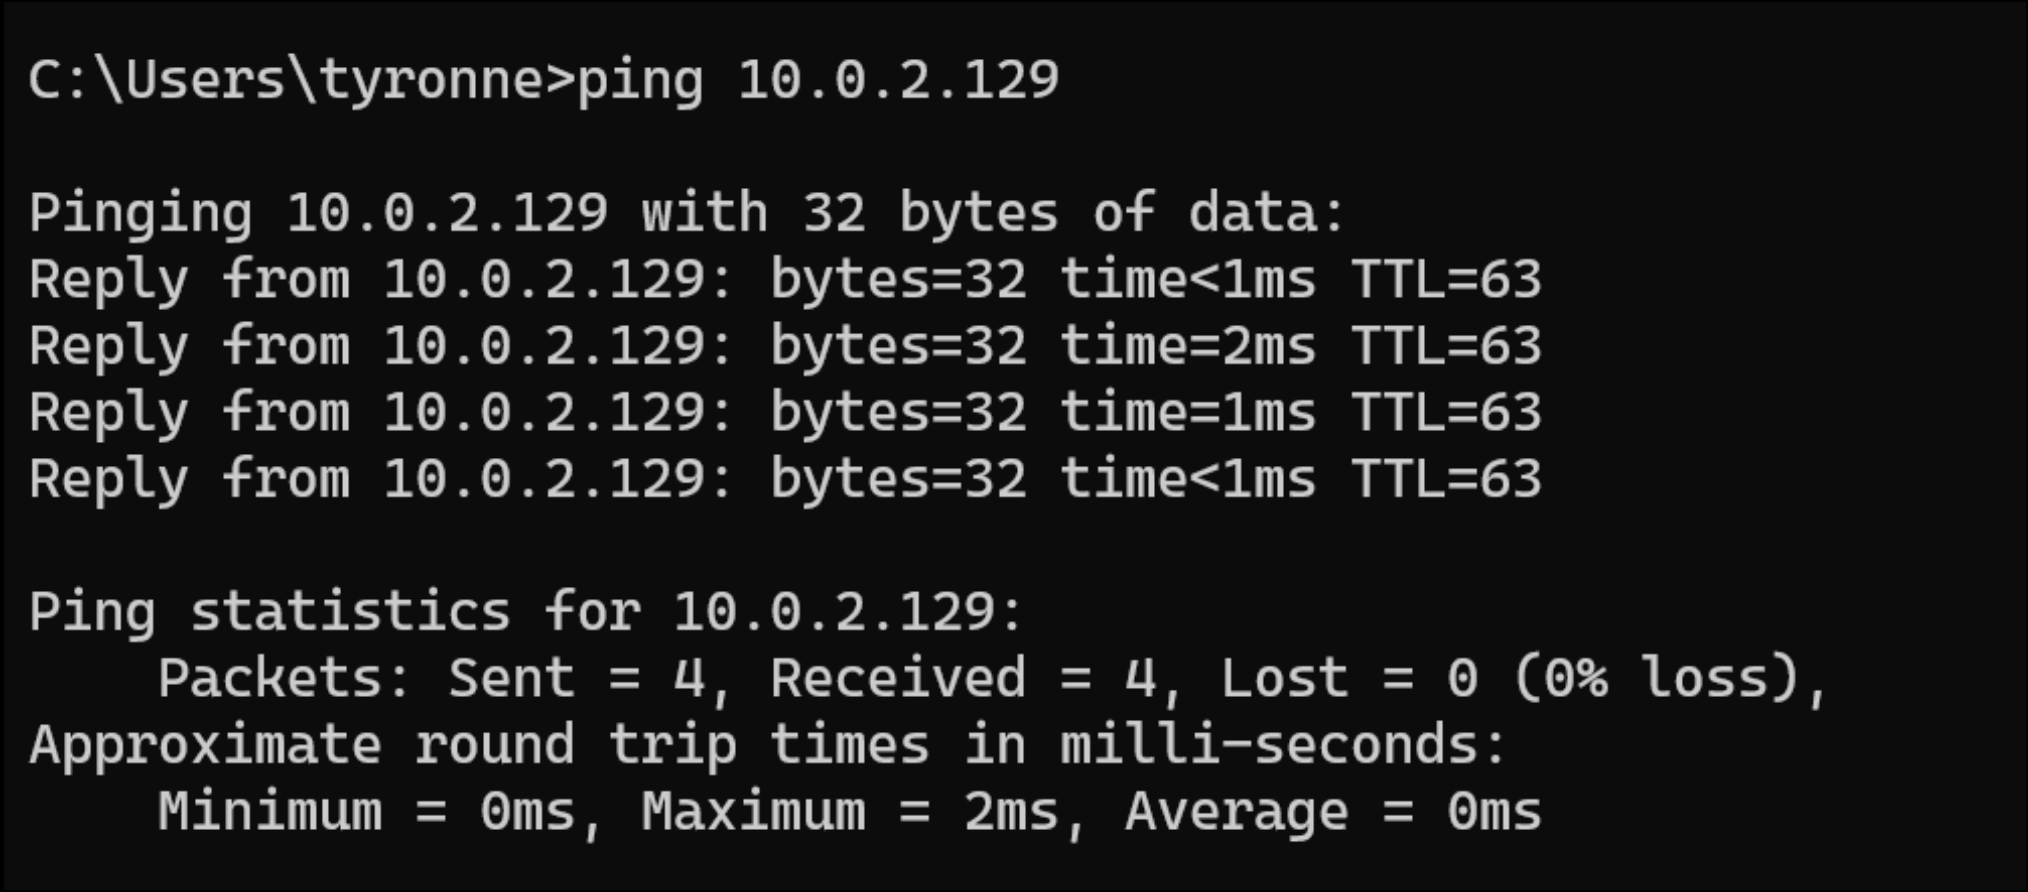 C:\Users\tyronne>ping 10.0.2.129
Pinging 10.0.2.129 with 32 bytes of data:
Reply from 10.0.2.129: bytes=32 time<1ms TTL=63
Reply from 10.0.2.129: bytes=32 time=2ms TTL=63
Reply from 10.0.2.129: bytes=32 time=1ms TTL=63
Reply from 10.0.2.129: bytes=32 time<1ms TTL=63
Ping statistics for 10.0.2.129:
    Packets: Sent = 4, Received = 4, Lost = 0 (0% loss),
Approximate round trip times in milli-seconds:
    Minimum = 0ms, Maximum = 2ms, Average = 0ms